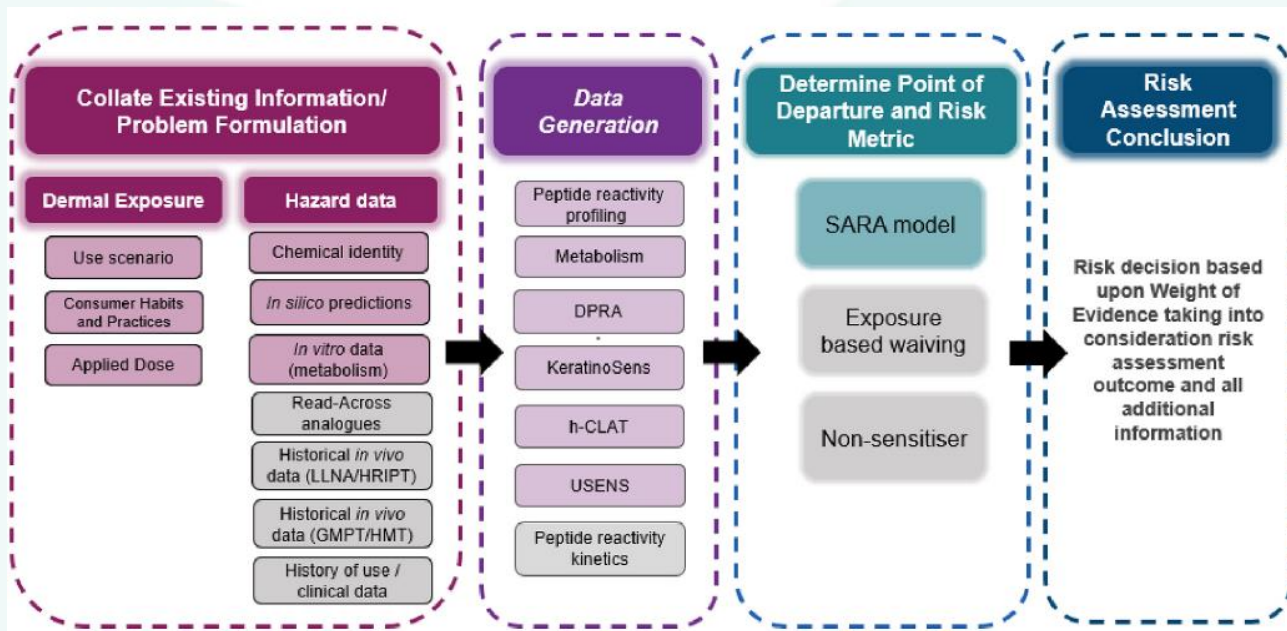 Collate Existing Information/
Problem Formulation
Dermal Exposure
Use scenario
Consumer Habits
and Practices
Applied Dose
Hazard data
Chemical identity
In silico predictions
In vitro data
(metabolism)
Read-Across
analogues
Historical in vivo
data (LLNA/HRIPT)
Historical in vivo
data (GMPT/HMT)
History of use /
clinical data
Data
Generation
Peptide reactivity
profiling
Metabolism
DPRA
KeratinoSens
h-CLAT
USENS
Peptide reactivity
kinetics
Determine Point of
Departure and Risk
Metric
SARA model
Exposure
based waiving
Non-sensitiser
Risk
Assessment
Conclusion
Risk decision based
upon Weight of
Evidence taking into
consideration risk
assessment
outcome and all
additional
information